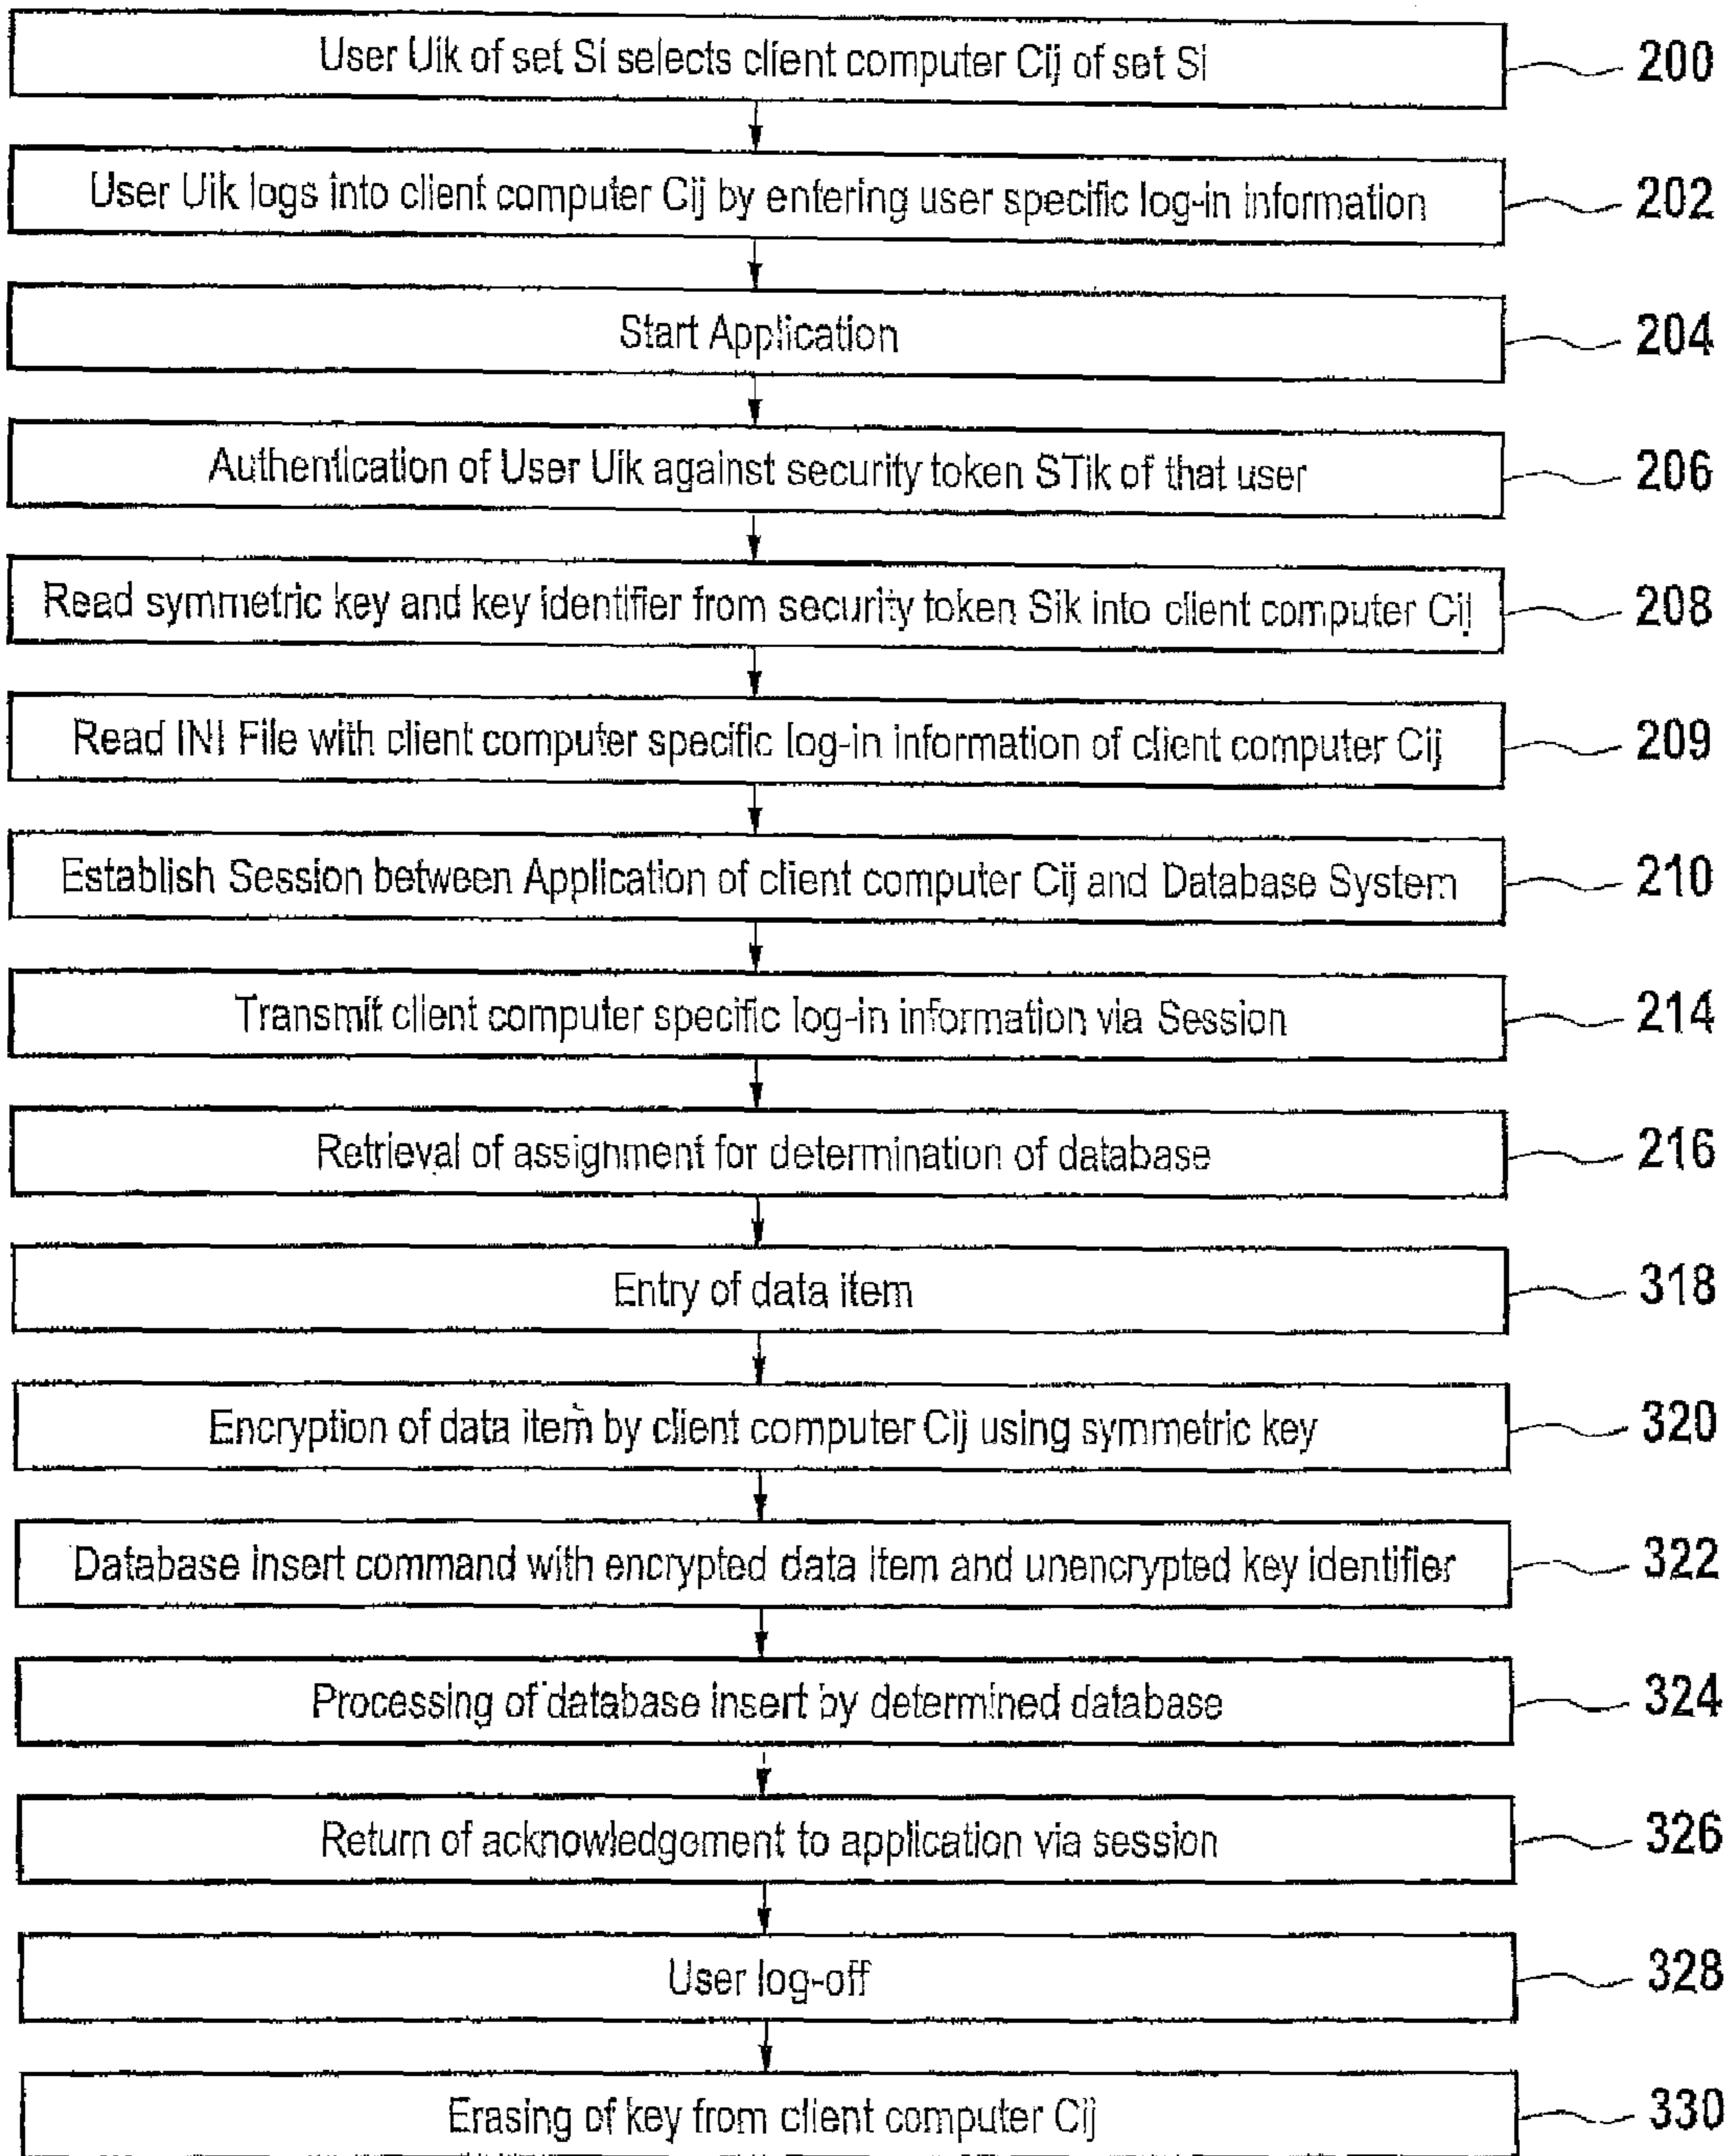 User Uik of set Si selects client computer Cij of set Si
200
User Uik logs into client computer Cij by entering user specific log-in information
202
Start Application
204
Authentication of User Uik against security token STik of that user
206
Read symmetric key and key identifier from security token Sik into client computer Cij
208
Read INI File with client computer specific log-in information of client computer Cij
209
Establish Session between Application of client computer Cij and Database System
210
Transmit client computer specific log-in information via Session
214
Retrieval of assignment for determination of database
216
Entry of data item
318
Encryption of data item by client computer Cij using symmetric key
320
Database insert command with encrypted data item and unencrypted key identifier
322
Processing of database insert by determined database
324
Return of acknowledgement to application via session
326
User log-off
328
Erasing of key from client computer Cij
330